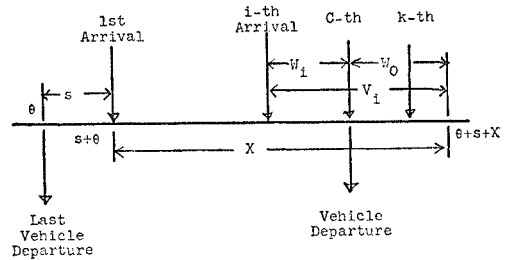 1st
Arrival
i-th
Arrival
C-th
k-th
W_i
W_0
s
V_i
θ
s+θ
X
θ+s+X
Last
Vehicle
Departure
Vehicle
Departure